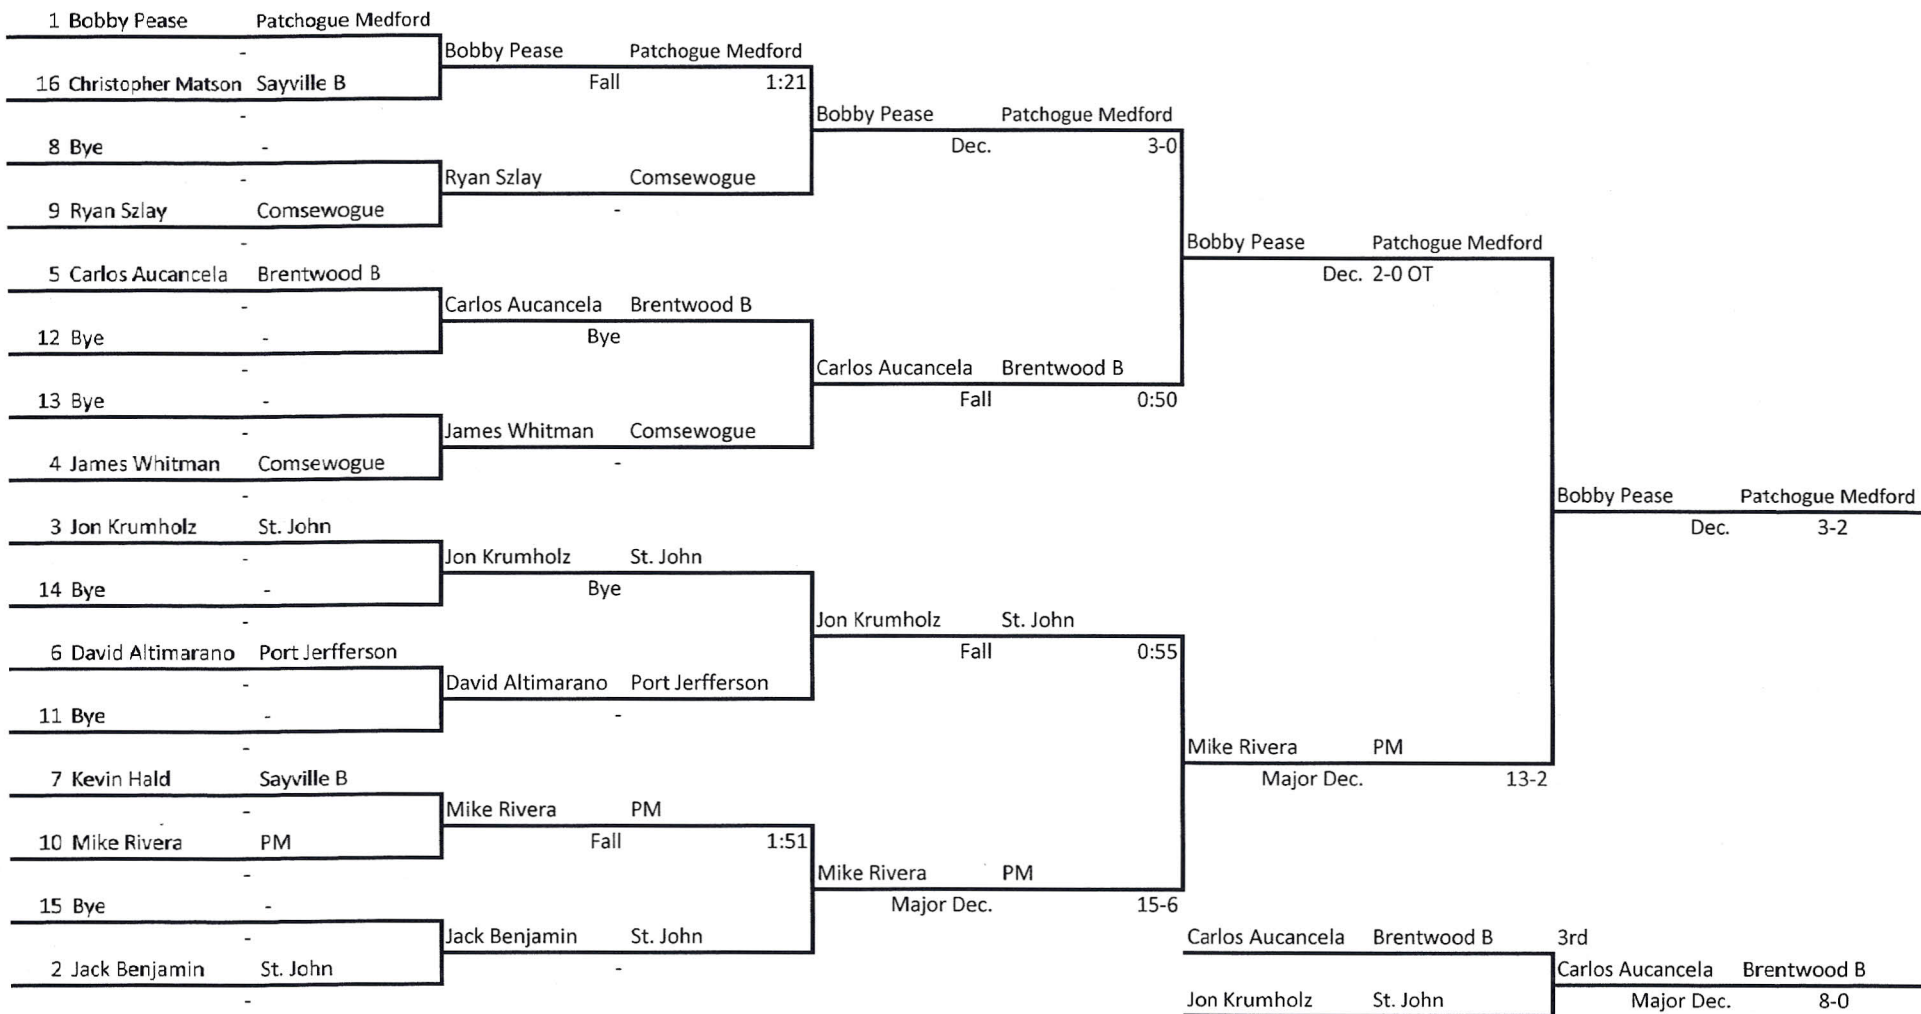 1 Bobby Pease Patchogue Medford
-
16 Christopher Matson Sayville B
-
8 Bye -
-
9 Ryan Szlay Comsewogue
-
5 Carlos Aucancela Brentwood B
-
12 Bye -
-
13 Bye -
-
4 James Whitman Comsewogue
-
3 Jon Krumholz St. John
-
14 Bye -
-
6 David Altimarano Port Jerfferson
-
11 Bye -
-
7 Kevin Hald Sayville B
-
10 Mike Rivera PM
-
15 Bye -
-
2 Jack Benjamin St. John
-
Bobby Pease Patchogue Medford
Fall 1:21
Ryan Szlay Comsewogue
-
Carlos Aucancela Brentwood B
Bye
James Whitman Comsewogue
-
Jon Krumholz St. John
Bye
David Altimarano Port Jerfferson
-
Mike Rivera PM
Fall 1:51
Jack Benjamin St. John
-
Bobby Pease Patchogue Medford
Dec. 3-0
Carlos Aucancela Brentwood B
Fall 0:50
Jon Krumholz St. John
Fall 0:55
Mike Rivera PM
Major Dec. 15-6
Bobby Pease Patchogue Medford
Dec. 2-0 OT
Mike Rivera PM
Major Dec. 13-2
Bobby Pease Patchogue Medford
Dec. 3-2
Carlos Aucancela Brentwood B 3rd
Jon Krumholz St. John
Carlos Aucancela Brentwood B
Major Dec. 8-0